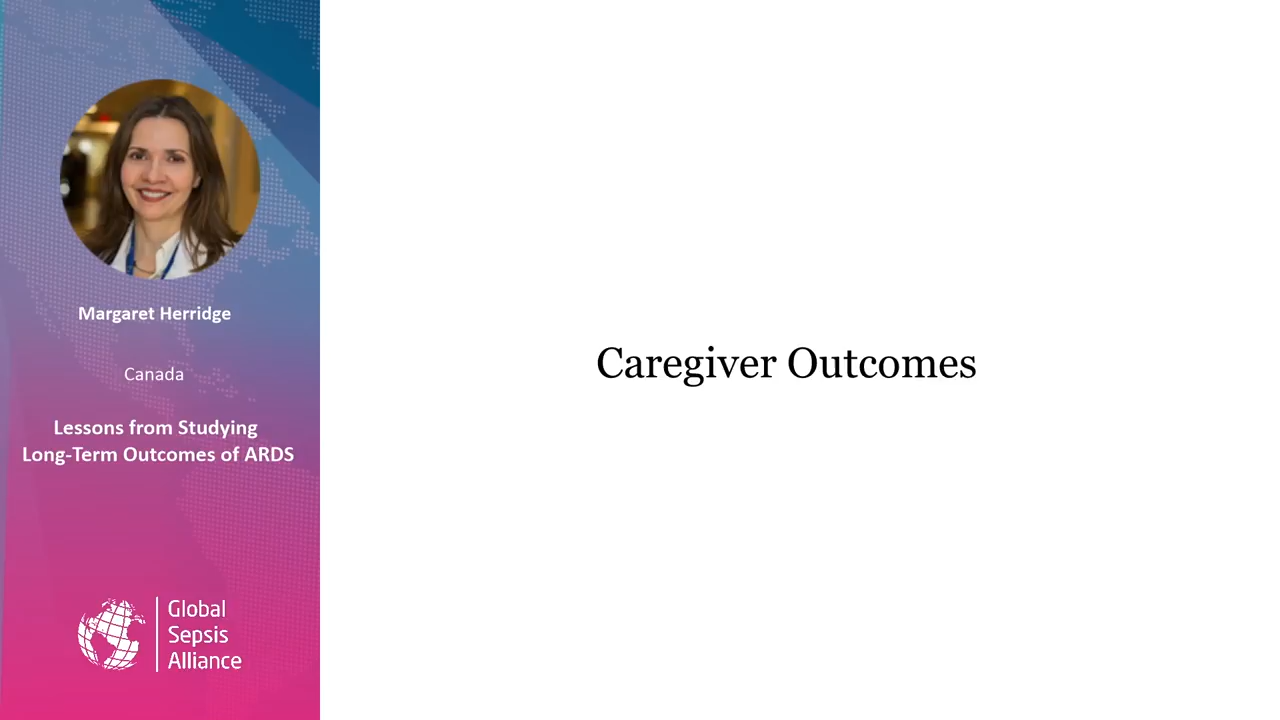 Margaret Herridge
Canada
Lessons from Studying
Long-Term Outcomes of ARDS
Global
Sepsis
Alliance
Caregiver Outcomes